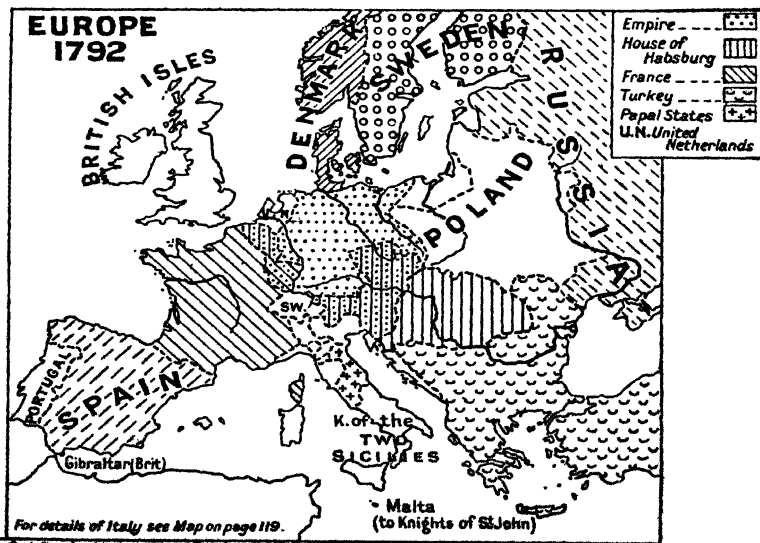 EUROPE
1792
BRITISH ISLES
DENMARK
SWEDEN
RUSSIA
POLAND
SW.
PORTUGAL
SPAIN
K. of the
TWO
SICILIES
Gibraltar (Brit)
Malta
(to Knights of St John)
For details of Italy see Map on page 119.
Empire
House of
Habsburg
France
Turkey
Papal States
U.N. United
Netherlands